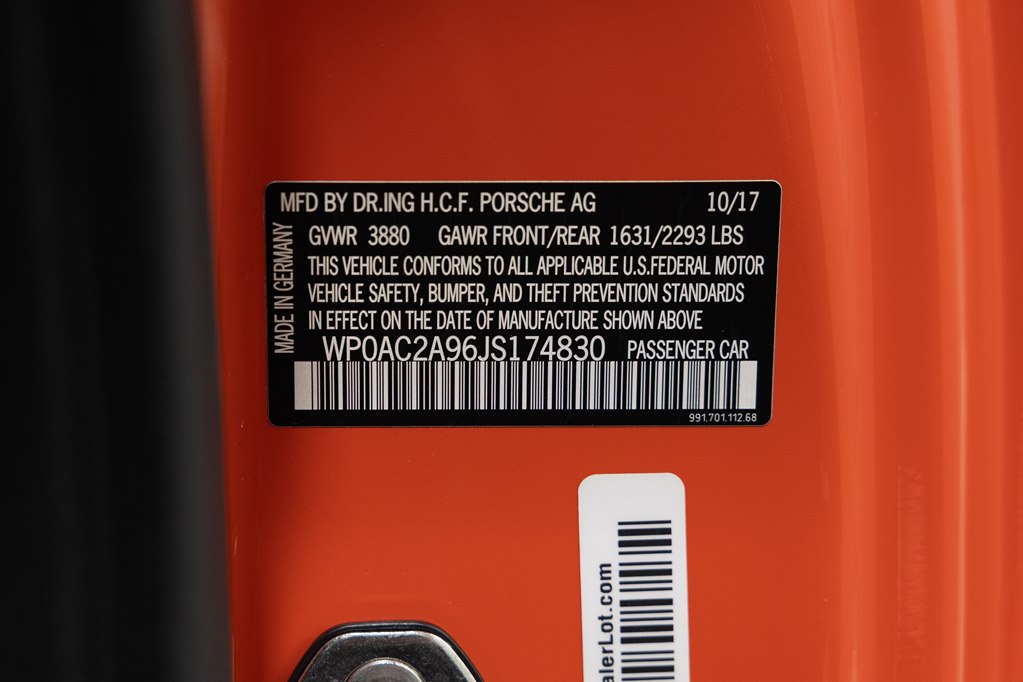 MFD BY DR.ING H.C.F. PORSCHE AG 10/17
GVWR 3880 GAWR FRONT/REAR 1631/2293 LBS
THIS VEHICLE CONFORMS TO ALL APPLICABLE U.S.FEDERAL MOTOR
VEHICLE SAFETY, BUMPER, AND THEFT PREVENTION STANDARDS
IN EFFECT ON THE DATE OF MANUFACTURE SHOWN ABOVE
MADE IN GERMANY
WP0AC2A96JS174830 PASSENGER CAR
991.701.112.68
alerLot.com